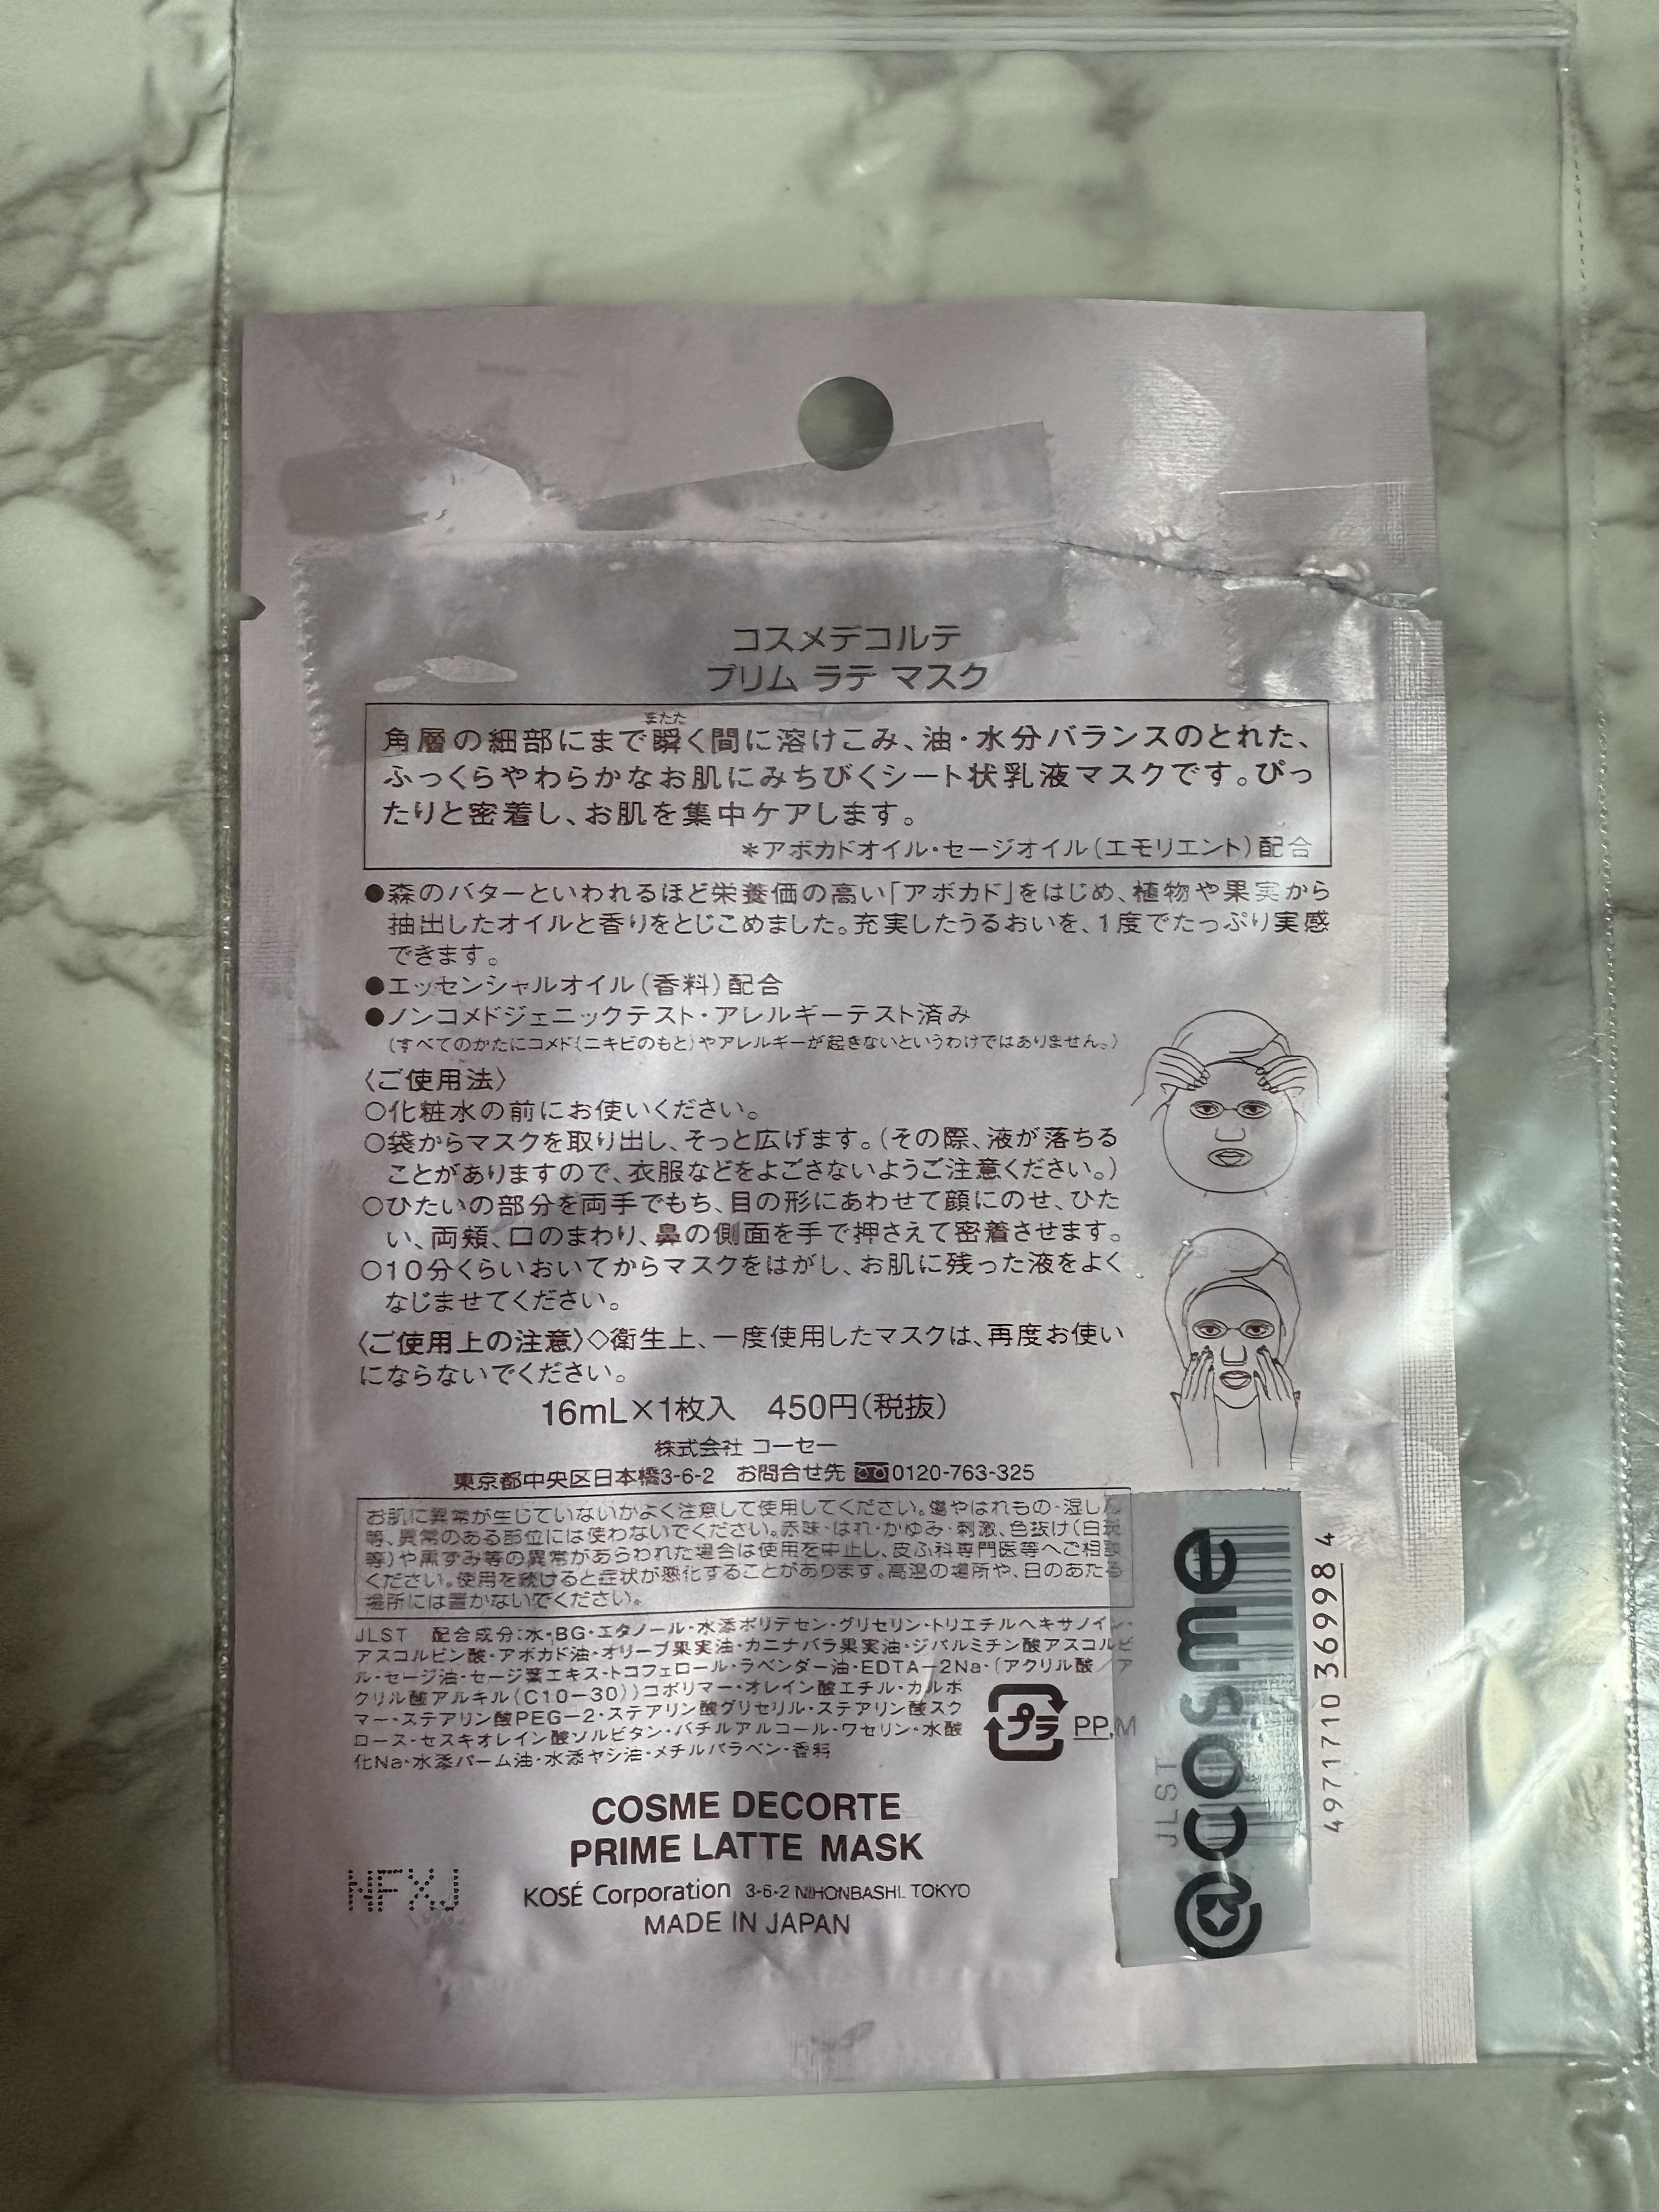 コスメデコルテ
プリム ラテ マスク
またた
角層の細部にまで瞬く間に溶けこみ、油・水分バランスのとれた、
ふっくらやわらかなお肌にみちびくシート状乳液マスクです。ぴっ
たりと密着し、お肌を集中ケアします。
＊アボカドオイル・セージオイル(エモリエント)配合
●森のバターといわれるほど栄養価の高い「アボカド」をはじめ、植物や果実から
抽出したオイルと香りをとじこめました。充実したうるおいを、1度でたっぷり実感
できます。
●エッセンシャルオイル(香料)配合
●ノンコメドジェニックテスト・アレルギーテスト済み
(すべてのかたにコメド(ニキビのもと)やアレルギーが起きないというわけではありません。)
〈ご使用法〉
○化粧水の前にお使いください。
○袋からマスクを取り出し、そっと広げます。(その際、液が落ちる
ことがありますので、衣服などをよごさないようご注意ください。)
○ひたいの部分を両手でもち、目の形にあわせて顔にのせ、ひた
い、両頬、口のまわり、鼻の側面を手で押さえて密着させます。
○10分くらいおいてからマスクをはがし、お肌に残った液をよく
なじませてください。
〈ご使用上の注意〉◇衛生上、一度使用したマスクは、再度お使い
にならないでください。
16mL×1枚入 450円(税抜)
株式会社 コーセー
東京都中央区日本橋3-6-2 お問合せ先 0120-763-325
お肌に異常が生じていないかよく注意して使用してください。傷やはれもの・湿しん
等、異常のある部位には使わないでください。赤味・はれ・かゆみ・刺激、色抜け(白斑
等)や黒ずみ等の異常があらわれた場合は使用を中止し、皮ふ科専門医等へご相談
ください。使用を続けると症状が悪化することがあります。高温の場所や、日のあたる
場所には置かないでください。
JLST 配合成分:水・BG・エタノール・水添ポリデセン・グリセリン・トリエチルヘキサノイン・
アスコルビン酸・アボカド油・オリーブ果実油・カニナバラ果実油・ジパルミチン酸アスコルビ
ル・セージ油・セージ葉エキス・トコフェロール・ラベンダー油・EDTA-2Na・(アクリル酸/ア
クリル酸アルキル(C10-30))コポリマー・オレイン酸エチル・カルボ
マー・ステアリン酸PEG-2・ステアリン酸グリセリル・ステアリン酸スク
ロース・セスキオレイン酸ソルビタン・バチルアルコール・ワセリン・水酸
化Na・水添パーム油・水添ヤシ油・メチルパラベン・香料
プラ PP,M
COSME DECORTE
PRIME LATTE MASK
KOSÉ Corporation 3-6-2 NIHONBASHI, TOKYO
MADE IN JAPAN
NFXJ
JLST
@cosme
4971710 369984